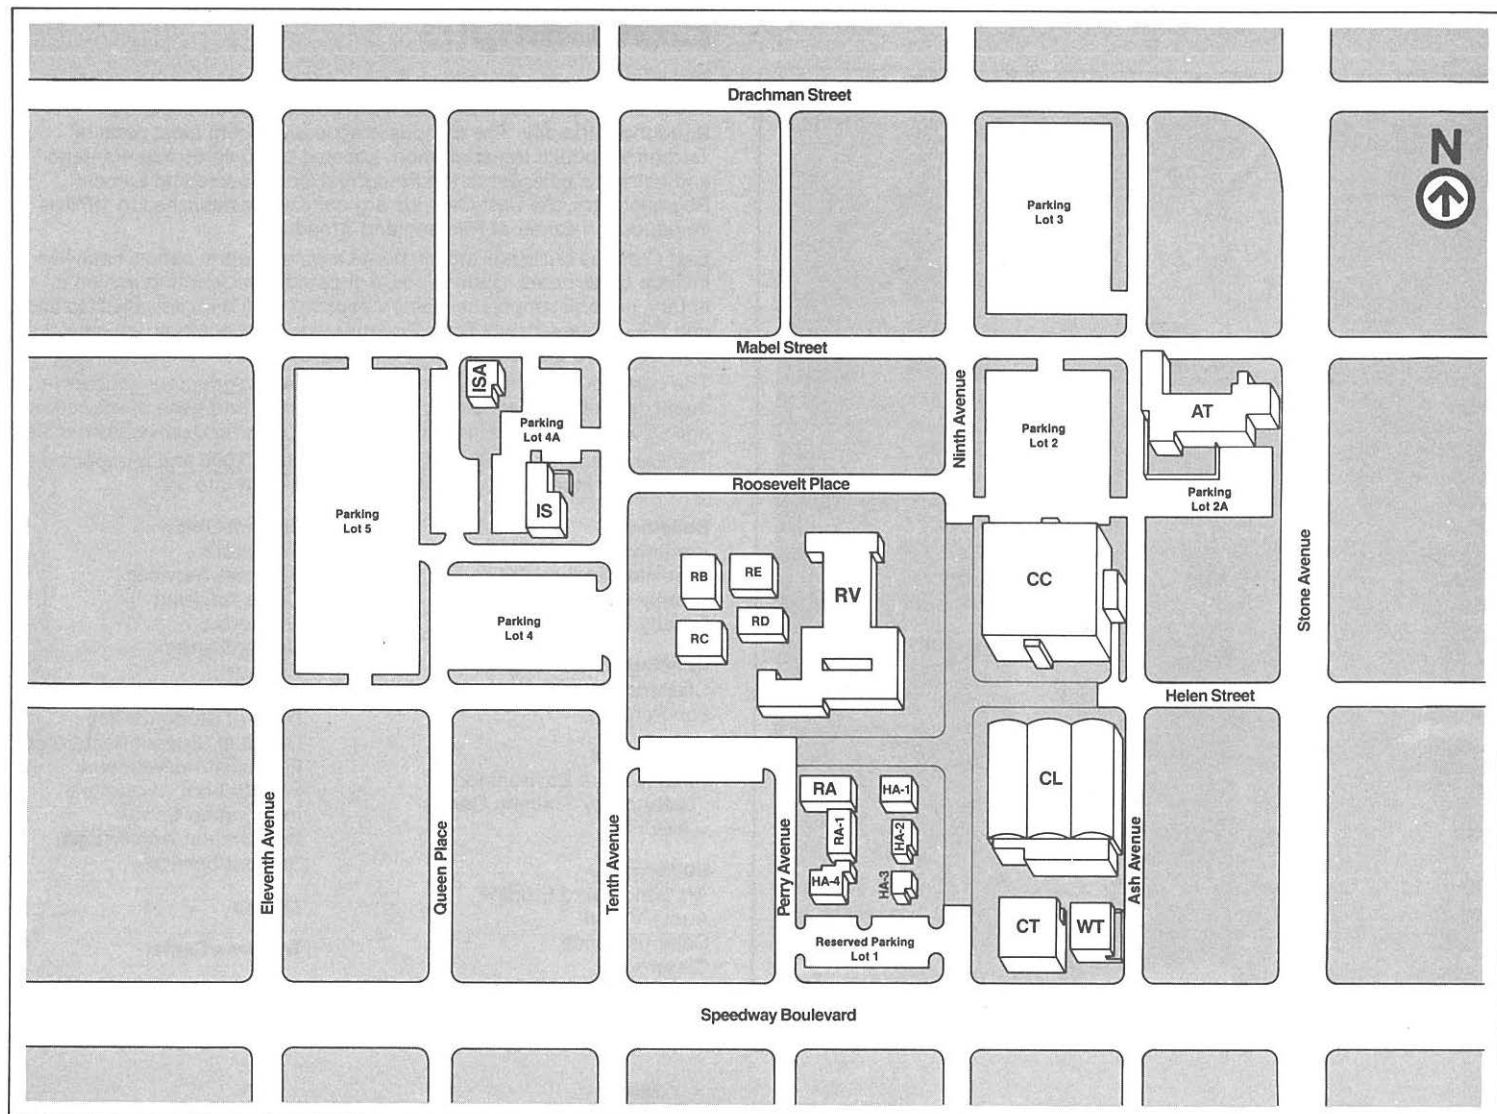 Drachman Street
N
Parking
Lot 3
Mabel Street
ISA
Parking
Lot 4A
Ninth Avenue
Parking
Lot 2
AT
Roosevelt Place
Parking
Lot 2A
Parking
Lot 5
IS
Stone Avenue
RB
RE
RV
CC
RC
RD
Parking
Lot 4
Helen Street
RA
HA-1
CL
RA-1
HA-2
Eleventh Avenue
Queen Place
Tenth Avenue
Perry Avenue
HA-4
HA-3
Ash Avenue
CT
WT
Reserved Parking
Lot 1
Speedway Boulevard